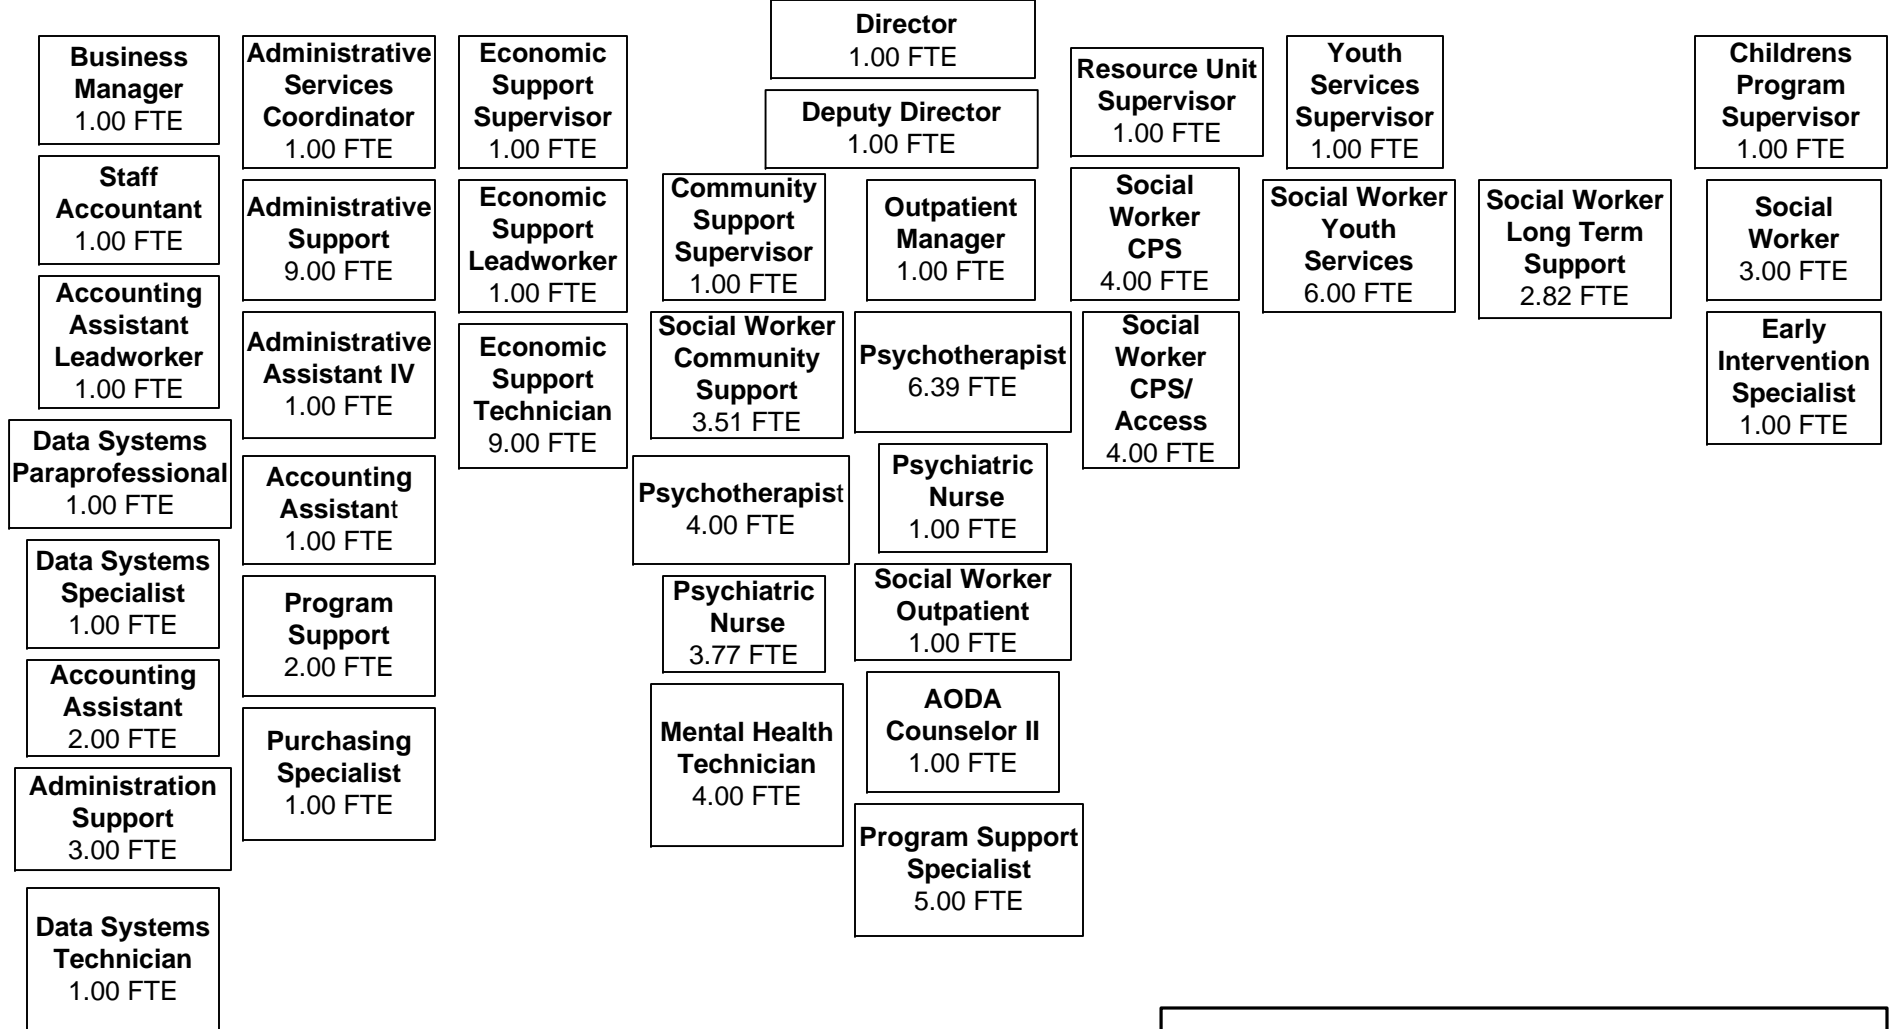 Director
1.00 FTE
Deputy Director
1.00 FTE
Business
Manager
1.00 FTE
Staff
Accountant
1.00 FTE
Accounting
Assistant
Leadworker
1.00 FTE
Data Systems
Paraprofessional
1.00 FTE
Data Systems
Specialist
1.00 FTE
Accounting
Assistant
2.00 FTE
Administration
Support
3.00 FTE
Data Systems
Technician
1.00 FTE
Administrative
Services
Coordinator
1.00 FTE
Administrative
Support
9.00 FTE
Administrative
Assistant IV
1.00 FTE
Accounting
Assistant
1.00 FTE
Program
Support
2.00 FTE
Purchasing
Specialist
1.00 FTE
Economic
Support
Supervisor
1.00 FTE
Economic
Support
Leadworker
1.00 FTE
Economic
Support
Technician
9.00 FTE
Community
Support
Supervisor
1.00 FTE
Social Worker
Community
Support
3.51 FTE
Psychotherapist
4.00 FTE
Psychiatric
Nurse
3.77 FTE
Mental Health
Technician
4.00 FTE
Outpatient
Manager
1.00 FTE
Psychotherapist
6.39 FTE
Psychiatric
Nurse
1.00 FTE
Social Worker
Outpatient
1.00 FTE
AODA
Counselor II
1.00 FTE
Program Support
Specialist
5.00 FTE
Resource Unit
Supervisor
1.00 FTE
Social
Worker
CPS
4.00 FTE
Social
Worker
CPS/
Access
4.00 FTE
Youth
Services
Supervisor
1.00 FTE
Social Worker
Youth
Services
6.00 FTE
Social Worker
Long Term
Support
2.82 FTE
Childrens
Program
Supervisor
1.00 FTE
Social
Worker
3.00 FTE
Early
Intervention
Specialist
1.00 FTE